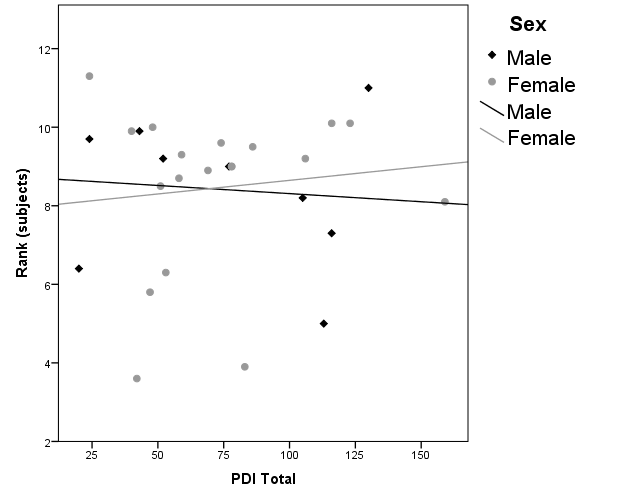 Sex
Male
Female
Male
Female
12
10
8
6
4
2
Rank (subjects)
25 50 75 100 125 150
PDI Total